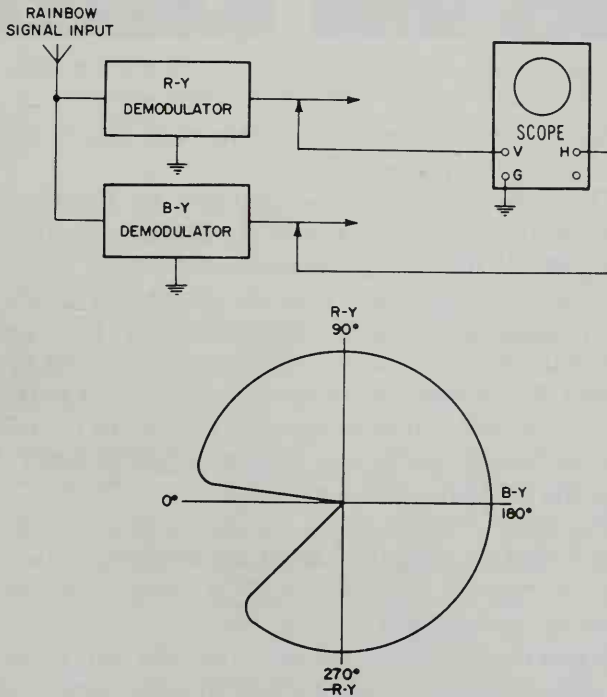 RAINBOW
SIGNAL INPUT
R-Y
DEMODULATOR
B-Y
DEMODULATOR
SCOPE
V
H
G
R-Y
90°
0°
B-Y
180°
270°
-R-Y